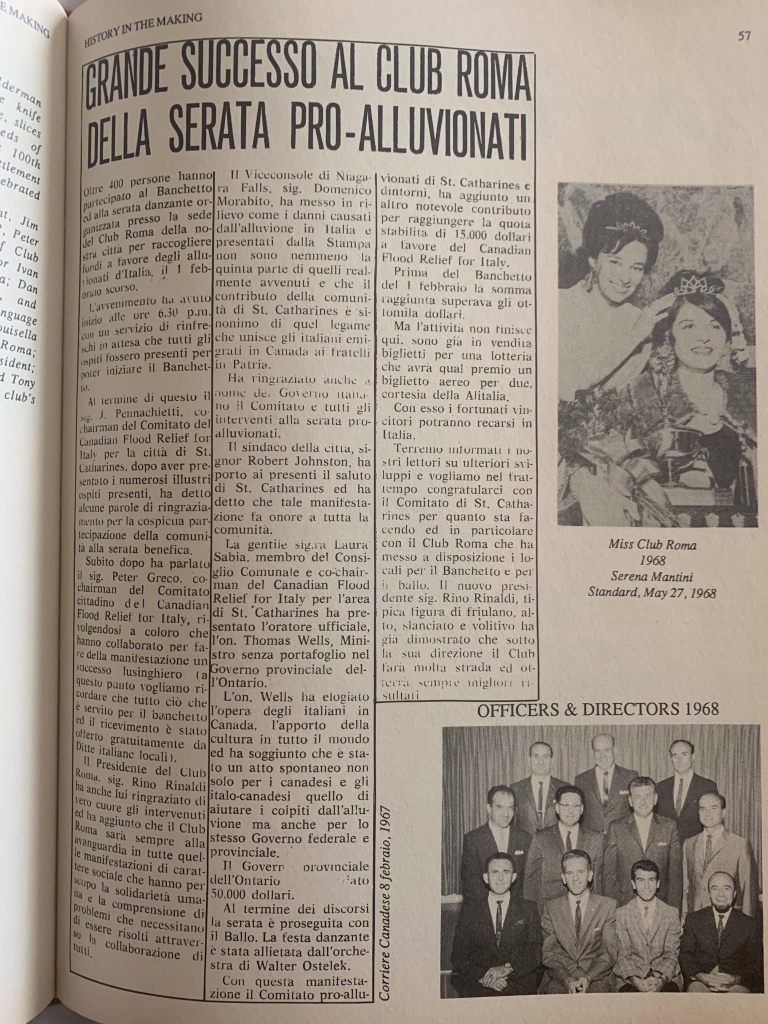 E MAKING
lderman
e knife
, slices
eds of
100th
ttlement
ebrated
t, Jim
Peter
f Club
or Ivan
a; Dan
and
nguage
uisella
Roma;
sident;
d Tony
club's
HISTORY IN THE MAKING
57
GRANDE SUCCESSO AL CLUB ROMA
DELLA SERATA PRO-ALLUVIONATI
Oltre 400 persone hanno
partecipato al Banchetto
ed alla serata danzante or-
ganizzata presso la sede
del Club Roma della no-
stra città per raccogliere
fondi a favore degli allu-
vionati d'Italia, il 1 feb-
braio scorso.
L'avvenimento ha avuto
inizio alle ore 6.30 p.m.
con un servizio di rinfre-
schi in attesa che tutti gli
ospiti fossero presenti per
poter iniziare il Banchet-
to.
Al termine di questo il
sig. J. Pennachietti, co-
chairman del Comitato del
Canadian Flood Relief for
Italy per la città di St.
Catharines, dopo aver pre-
sentato i numerosi illustri
ospiti presenti, ha detto
alcune parole di ringrazia-
mento per la cospicua par-
tecipazione della comuni-
tà alla serata benefica.
Subito dopo ha parlato
il sig. Peter Greco, co-
chairman del Comitato
cittadino del Canadian
Flood Relief for Italy, ri-
volgendosi a coloro che
hanno collaborato per fa-
re della manifestazione un
successo lusinghiero (a
questo punto vogliamo ri-
cordare che tutto ciò che
è servito per il banchetto
ed il ricevimento è stato
offerto gratuitamente da
Ditte italiane locali).
Il Presidente del Club
Roma, sig. Rino Rinaldi
ha anche lui ringraziato di
vero cuore gli intervenuti
ed ha aggiunto che il Club
Roma sarà sempre alla
avanguardia in tutte quel-
le manifestazioni di carat-
tere sociale che hanno per
scopo la solidarietà uma-
na e la comprensione di
problemi che necessitano
di essere risolti attraver-
so la collaborazione di
tutti.
Il Viceconsole di Niaga-
ra Falls, sig. Domenico
Morabito, ha messo in ri-
lievo come i danni causati
dall'alluvione in Italia e
presentati dalla Stampa
non sono nemmeno la
quinta parte di quelli real-
mente avvenuti e che il
contributo della comuni-
tà di St. Catharines è si-
nonimo di quel legame
che unisce gli italiani emi-
grati in Canada ai fratelli
in Patria.
Ha ringraziato anche a
nome del Governo italia-
no il Comitato e tutti gli
interventi alla serata pro-
alluvionati.
Il sindaco della città, si-
gnor Robert Johnston, ha
porto ai presenti il saluto
di St. Catharines ed ha
detto che tale manifesta-
zione fa onore a tutta la
comunità.
La gentile sig.ra Laura
Sabia, membro del Consi-
glio Comunale e co-chair-
man del Canadian Flood
Relief for Italy per l'area
di St. Catharines ha pre-
sentato l'oratore ufficiale,
l'on. Thomas Wells, Mini-
stro senza portafoglio nel
Governo provinciale del-
l'Ontario.
L'on. Wells ha elogiato
l'opera degli italiani in
Canada, l'apporto della
cultura in tutto il mondo
ed ha soggiunto che è sta-
to un atto spontaneo non
solo per i canadesi e gli
italo-canadesi quello di
aiutare i colpiti dall'allu-
vione ma anche per lo
stesso Governo federale e
provinciale.
Il Govern provinciale
dell'Ontario
50.000 dollari.
Al termine dei discorsi
la serata è proseguita con
il Ballo. La festa danzante
è stata allietata dall'orche-
stra di Walter Ostelek.
Con questa manifesta-
zione il Comitato pro-allu-
vionati di St. Catharines e
dintorni, ha aggiunto un
altro notevole contributo
per raggiungere la quota
stabilita di 15.000 dollari
a favore del Canadian
Flood Relief for Italy.
Prima del Banchetto
del 1 febbraio la somma
raggiunta superava gli ot-
tomila dollari.
Ma l'attività non finisce
qui, sono già in vendita
biglietti per una lotteria
che avrà qual premio un
biglietto aereo per due,
cortesia della Alitalia.
Con esso i fortunati vin-
citori potranno recarsi in
Italia.
Terremo informati i no-
stri lettori su ulteriori svi-
luppi e vogliamo nel frat-
tempo congratularci con
il Comitato di St. Catha-
rines per quanto sta fa-
cendo ed in particolare
con il Club Roma che ha
messo a disposizione i lo-
cali per il Banchetto e per
il ballo. Il nuovo presi-
dente sig. Rino Rinaldi, ti-
pica figura di friulano, al-
to, slanciato e volitivo ha
già dimostrato che sotto
la sua direzione il Club
farà molta strada ed ot-
terrà sempre migliori ri-
sultati.
Corriere Canadese 8 febraio, 1967
Miss Club Roma
1968
Serena Mantini
Standard, May 27, 1968
OFFICERS & DIRECTORS 1968